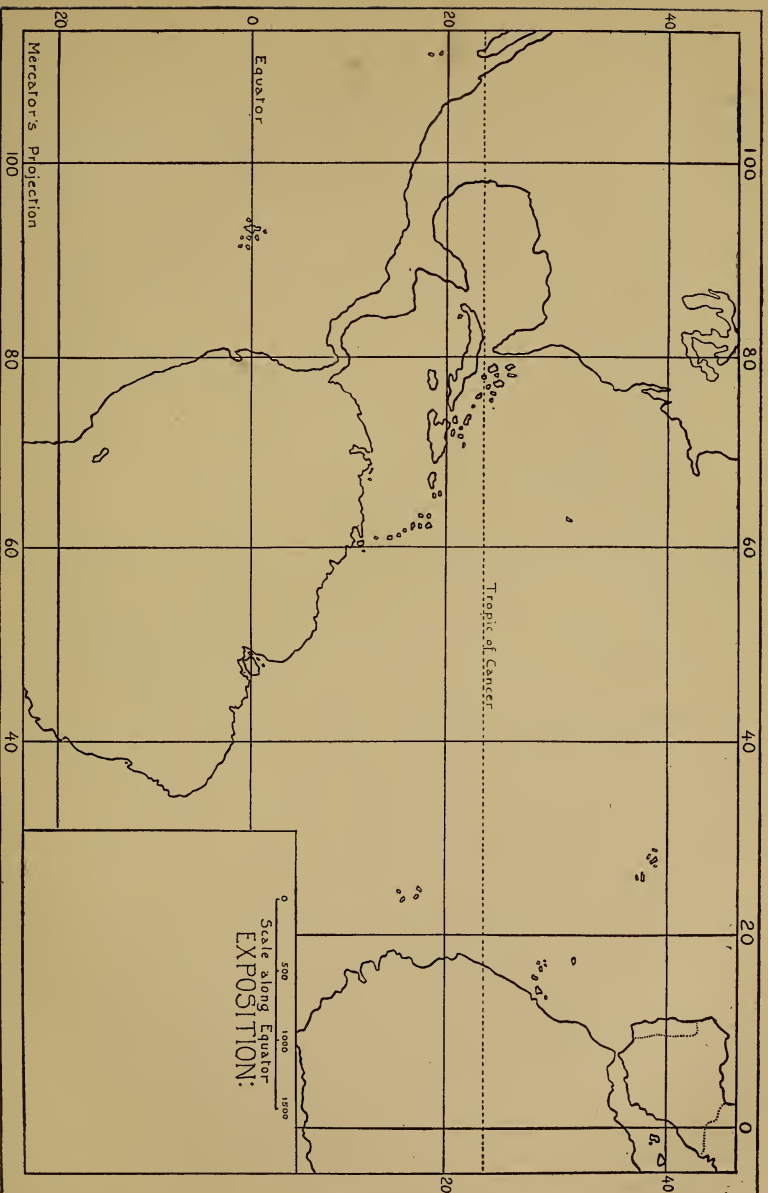 100 80 60 40 20 0
40 40
Tropic of Cancer
20 20
0 500 1000 1500
Scale along Equator
EXPOSITION:
Equator
0
20
Mercator's Projection
100 80 60 40